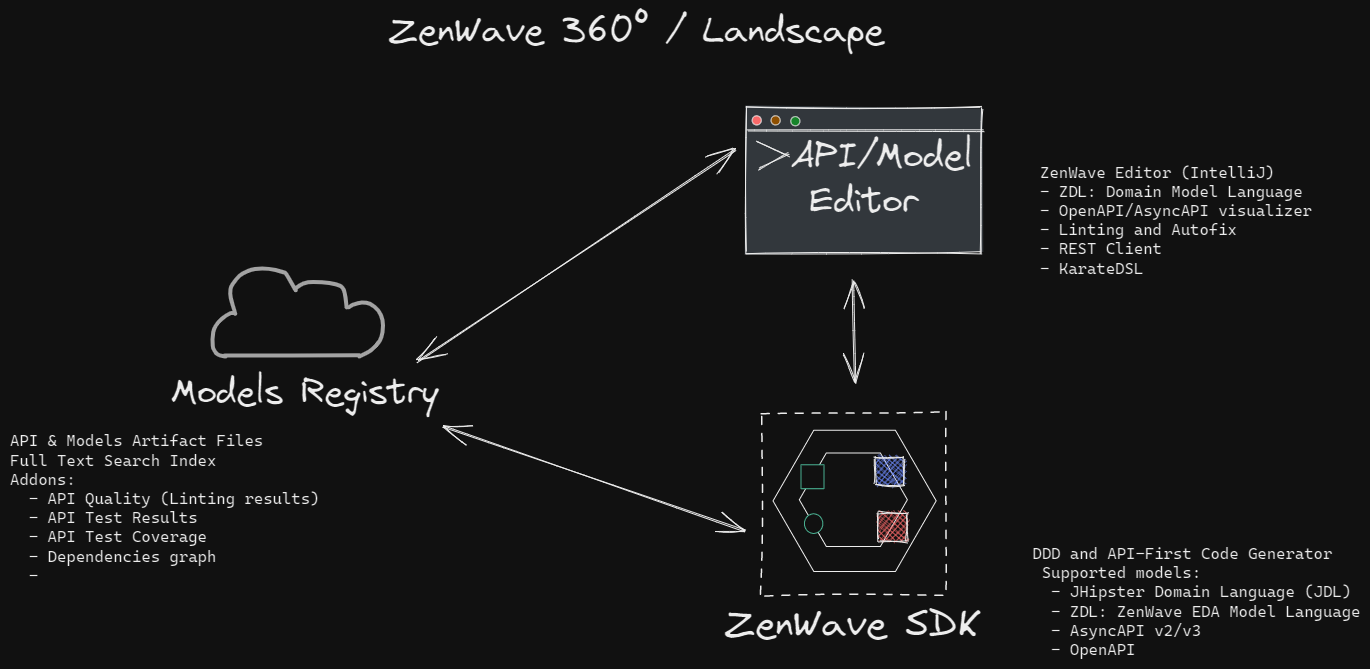 ZenWave 360º / Landscape
>API/Model
Editor
ZenWave Editor (IntelliJ)
- ZDL: Domain Model Language
- OpenAPI/AsyncAPI visualizer
- Linting and Autofix
- REST Client
- KarateDSL
Models Registry
API & Models Artifact Files
Full Text Search Index
Addons:
- API Quality (Linting results)
- API Test Results
- API Test Coverage
- Dependencies graph
-
ZenWave SDK
DDD and API-First Code Generator
Supported models:
- JHipster Domain Language (JDL)
- ZDL: ZenWave EDA Model Language
- AsyncAPI v2/v3
- OpenAPI